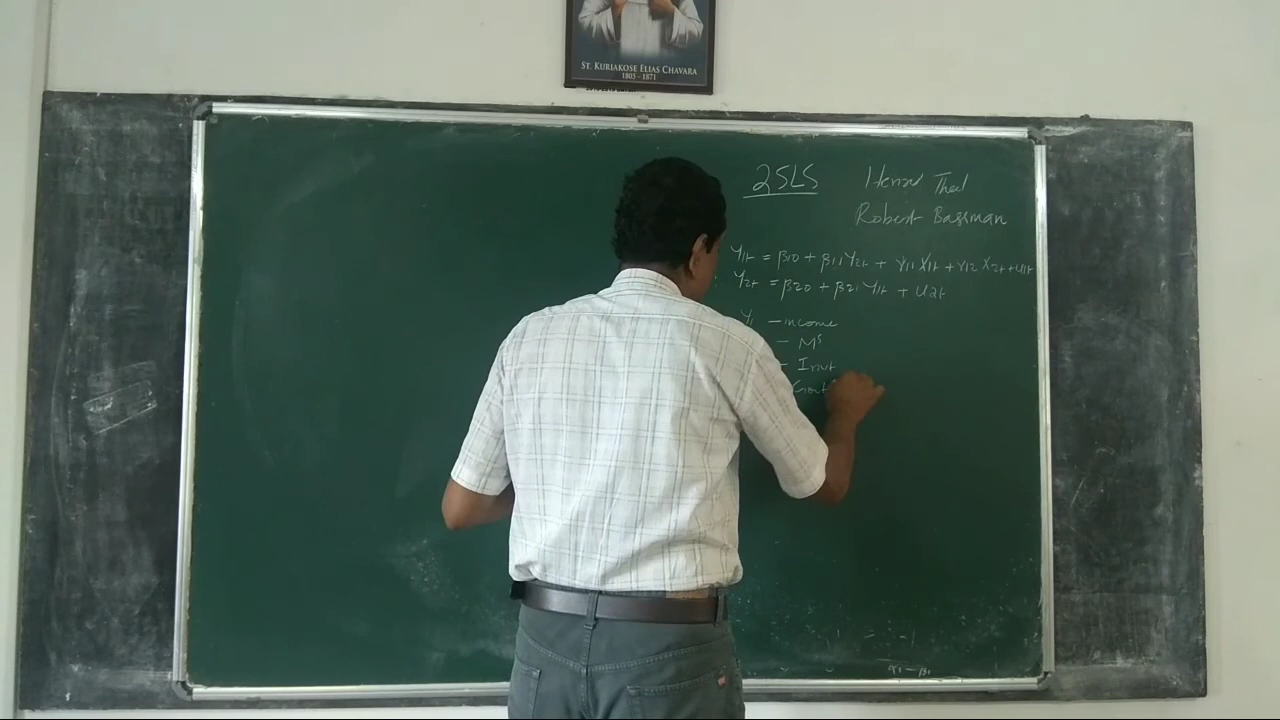 ST. KURIAKOSE ELIAS CHAVARA
1805 - 1871
2SLS
Henri Theil
Robert Bassman
Y1t = β10 + β11 Y2t + γ11 X1t + γ12 X2t + u1t
Y2t = β20 + β21 Y1t + u2t
Y1 - income
- Ms
- Invt
Govt